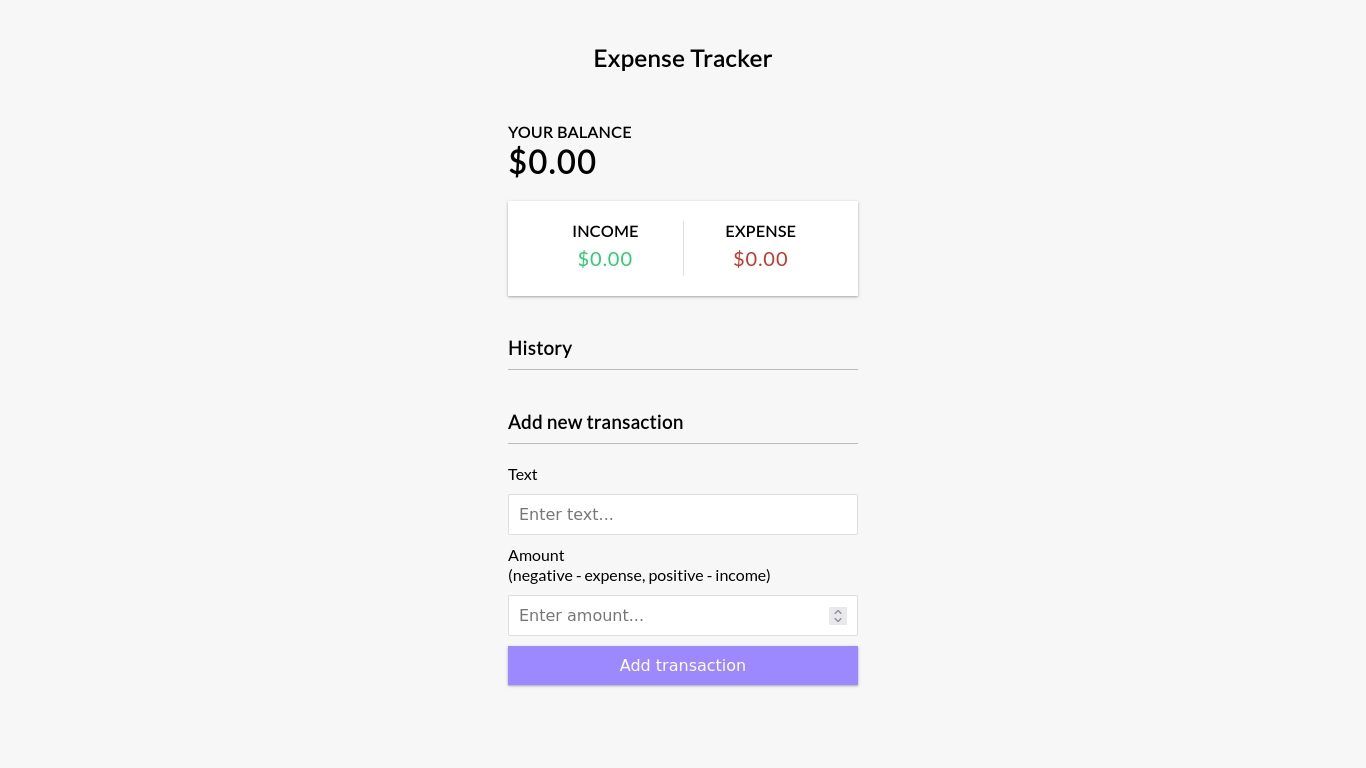 Expense Tracker
YOUR BALANCE
$0.00
INCOME
EXPENSE
$0.00
$0.00
History
Add new transaction
Text
Enter text...
Amount
(negative - expense, positive - income)
Enter amount...
Add transaction